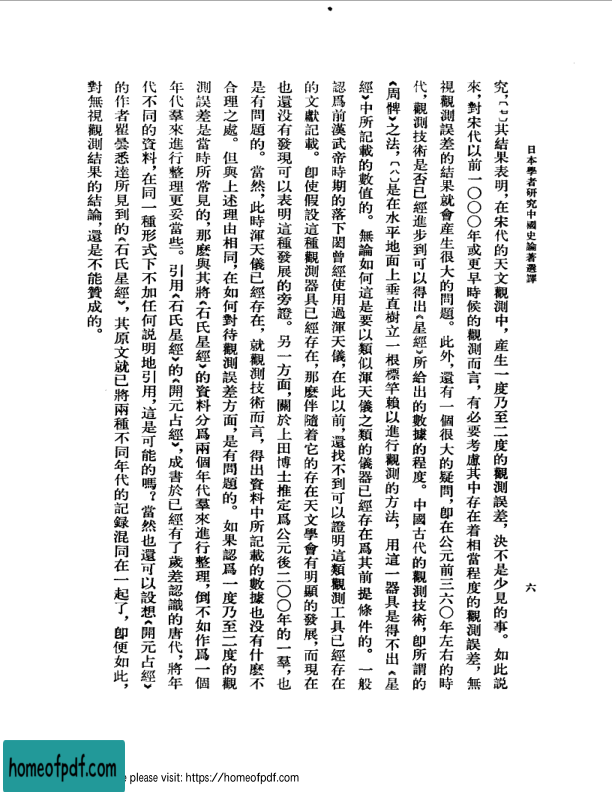 日本學者研究中國史論著選譯
六
究,〔七〕其結果表明,在宋代的天文觀測中,産生一度乃至二度的觀測誤差,決不是少見的事。如此説
來,對宋代以前一〇〇〇年或更早時候的觀測而言,有必要考慮其中存在着相當程度的觀測誤差,無
視觀測誤差的結果就會産生很大的問題。此外,還有一個很大的疑問,卽在公元前三六〇年左右的時
代,觀測技術是否已經進步到可以得出《星經》所給出的數據的程度。中國古代的觀測技術,卽所謂的
《周髀》之法,〔八〕是在水平地面上垂直樹立一根標竿賴以進行觀測的方法,用這一器具是得不出《星
經》中所記載的數值的。無論如何這是要以類似渾天儀之類的儀器已經存在爲其前提條件的。一般
認爲前漢武帝時期的落下閎曾經使用過渾天儀,在此以前,還找不到可以證明這類觀測工具已經存在
的文獻記載。卽使假設這種觀測器具已經存在,那麽伴隨着它的存在天文學會有明顯的發展,而現在
也還没有發現可以表明這種發展的旁證。另一方面,關於上田博士推定爲公元後二〇〇年的一羣,也
是有問題的。當然,此時渾天儀已經存在,就觀測技術而言,得出資料中所記載的數據也没有什麽不
合理之處。但與上述理由相同,在如何對待觀測誤差方面,是有問題的。如果認爲一度乃至二度的觀
測誤差是當時所常見的,那麽與其將《石氏星經》的資料分爲兩個年代羣來進行整理,倒不如作爲一個
年代羣來進行整理更妥當些。引用《石氏星經》的《開元占經》,成書於已經有了歲差認識的唐代,將年
代不同的資料,在同一種形式下不加任何説明地引用,這是可能的嗎?當然也還可以設想《開元占經》
的作者瞿曇悉達所見到的《石氏星經》,其原文就已將兩種不同年代的記録混同在一起了,卽便如此,
對無視觀測結果的結論,還是不能贊成的。
homeofpdf.com
e please visit: https://homeofpdf.com